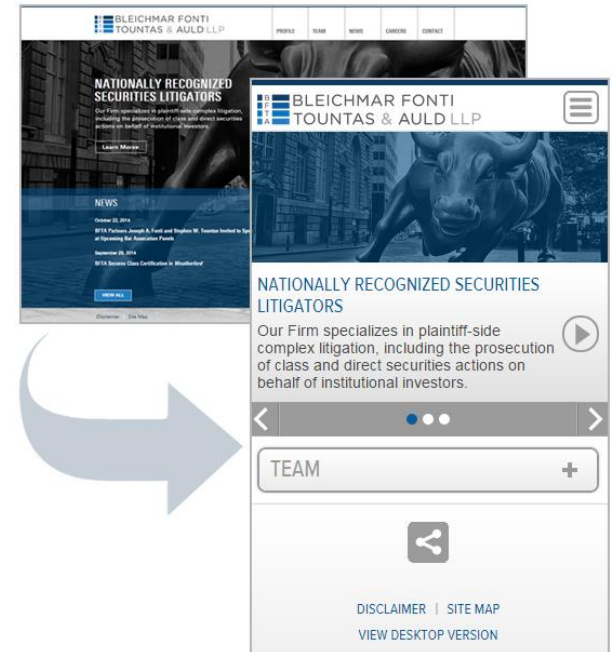 BLEICHMAR FONTI
TOUNTAS & AULD LLP
PROFILE TEAM NEWS CAREERS CONTACT
NATIONALLY RECOGNIZED
SECURITIES LITIGATORS
Our Firm specializes in plaintiff-side complex litigation,
including the prosecution of class and direct securities
actions on behalf of institutional investors.
Learn More
NEWS
October 22, 2014
BFTA Partners Joseph A. Fonti and Stephen W. Tountas Invited to
at Upcoming Bar Association Panels
September 29, 2014
BFTA Secures Class Certification in Weatherford
VIEW ALL
Disclaimer Site Map
BFTA
BLEICHMAR FONTI
TOUNTAS & AULD LLP
NATIONALLY RECOGNIZED SECURITIES
LITIGATORS
Our Firm specializes in plaintiff-side
complex litigation, including the prosecution
of class and direct securities actions on
behalf of institutional investors.
TEAM +
DISCLAIMER | SITE MAP
VIEW DESKTOP VERSION